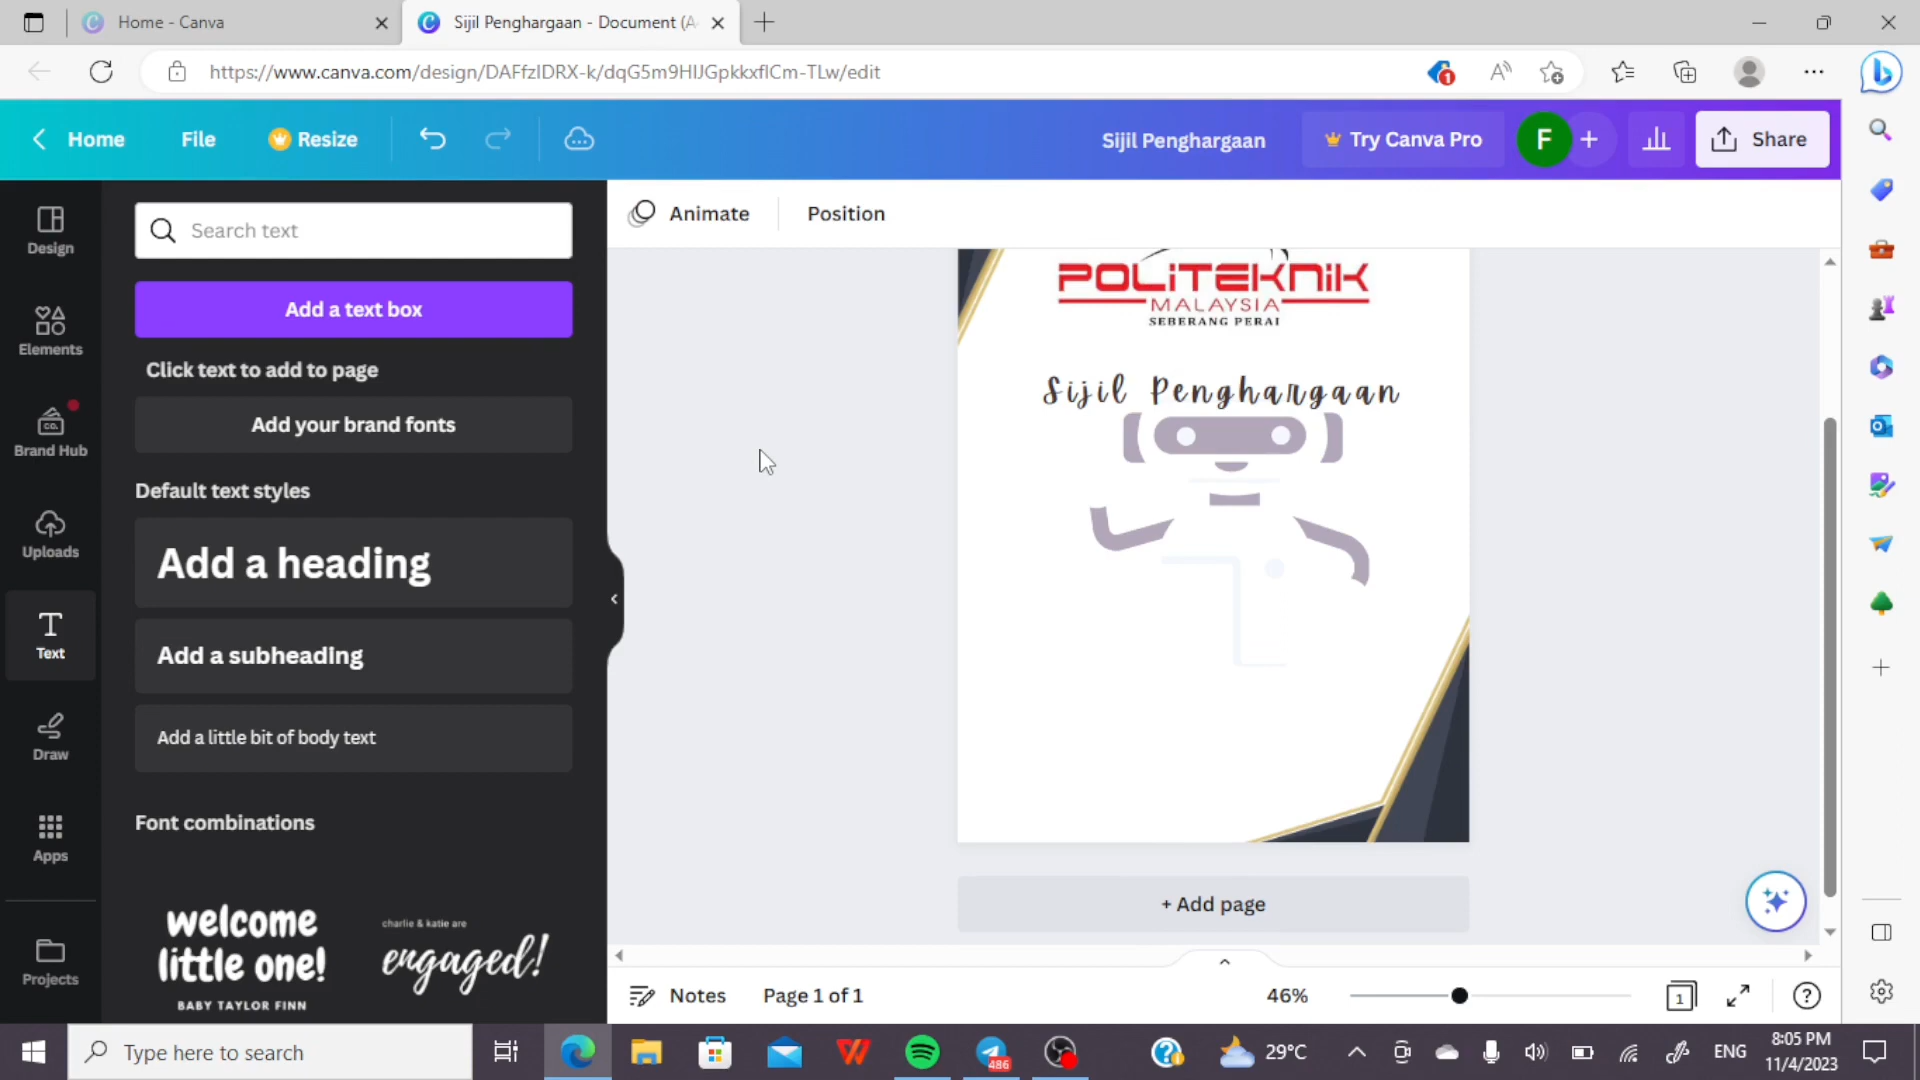 Home - Canva
Sijil Penghargaan - Document (A
https://www.canva.com/design/DAFfzIDRX-k/dqG5m9HIJGpkkxflCm-TLw/edit
1
Home
File
Resize
Sijil Penghargaan
Try Canva Pro
F
Share
Animate
Position
Design
Elements
CO.
Brand Hub
Uploads
Text
Draw
Apps
Projects
Search text
Add a text box
Click text to add to page
Add your brand fonts
Default text styles
Add a heading
Add a subheading
Add a little bit of body text
Font combinations
welcome
little one!
BABY TAYLOR FINN
charlie & katie are
engaged!
POLITEKNIK
MALAYSIA
SEBERANG PERAI
Sijil Penghargaan
+ Add page
Notes
Page 1 of 1
46%
1
Type here to search
486
29°C
ENG
8:05 PM
11/4/2023